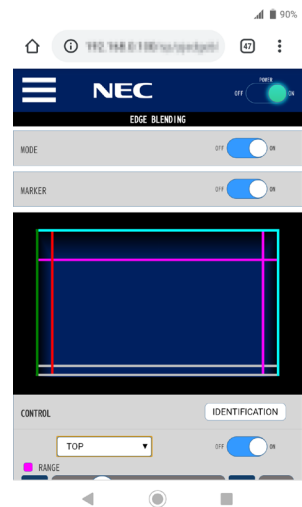 90%
47
NEC
POWER
OFF ON
EDGE BLENDING
MODE OFF ON
MARKER OFF ON
CONTROL IDENTIFICATION
TOP OFF ON
RANGE